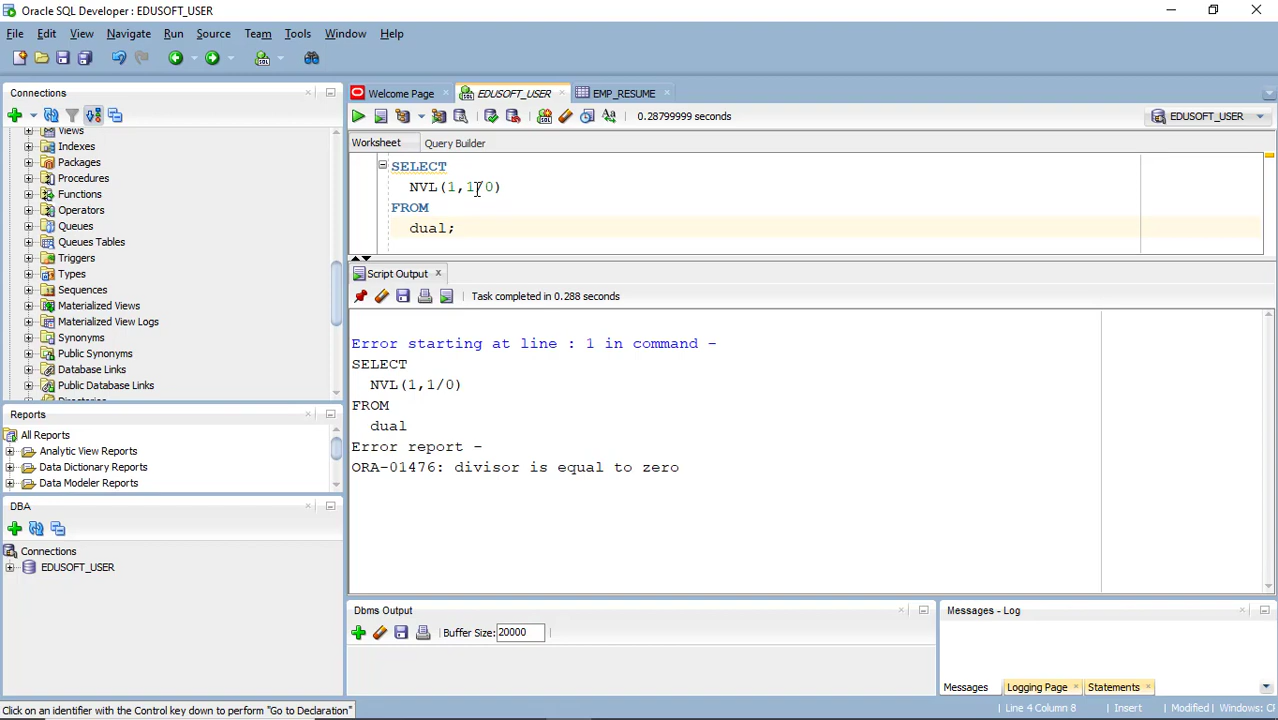 Oracle SQL Developer : EDUSOFT_USER
File Edit View Navigate Run Source Team Tools Window Help
Connections
Views
Indexes
Packages
Procedures
Functions
Operators
Queues
Queues Tables
Triggers
Types
Sequences
Materialized Views
Materialized View Logs
Synonyms
Public Synonyms
Database Links
Public Database Links
Reports
All Reports
Analytic View Reports
Data Dictionary Reports
Data Modeler Reports
DBA
Connections
EDUSOFT_USER
Welcome Page EDUSOFT_USER EMP_RESUME
0.28799999 seconds EDUSOFT_USER
Worksheet Query Builder
SELECT
NVL(1,1/0)
FROM
dual;
Script Output
Task completed in 0.288 seconds
Error starting at line : 1 in command -
SELECT
NVL(1,1/0)
FROM
dual
Error report -
ORA-01476: divisor is equal to zero
Dbms Output
Buffer Size: 20000
Messages - Log
Messages Logging Page Statements
Click on an identifier with the Control key down to perform "Go to Declaration"
Line 4 Column 8 Insert Modified Windows: